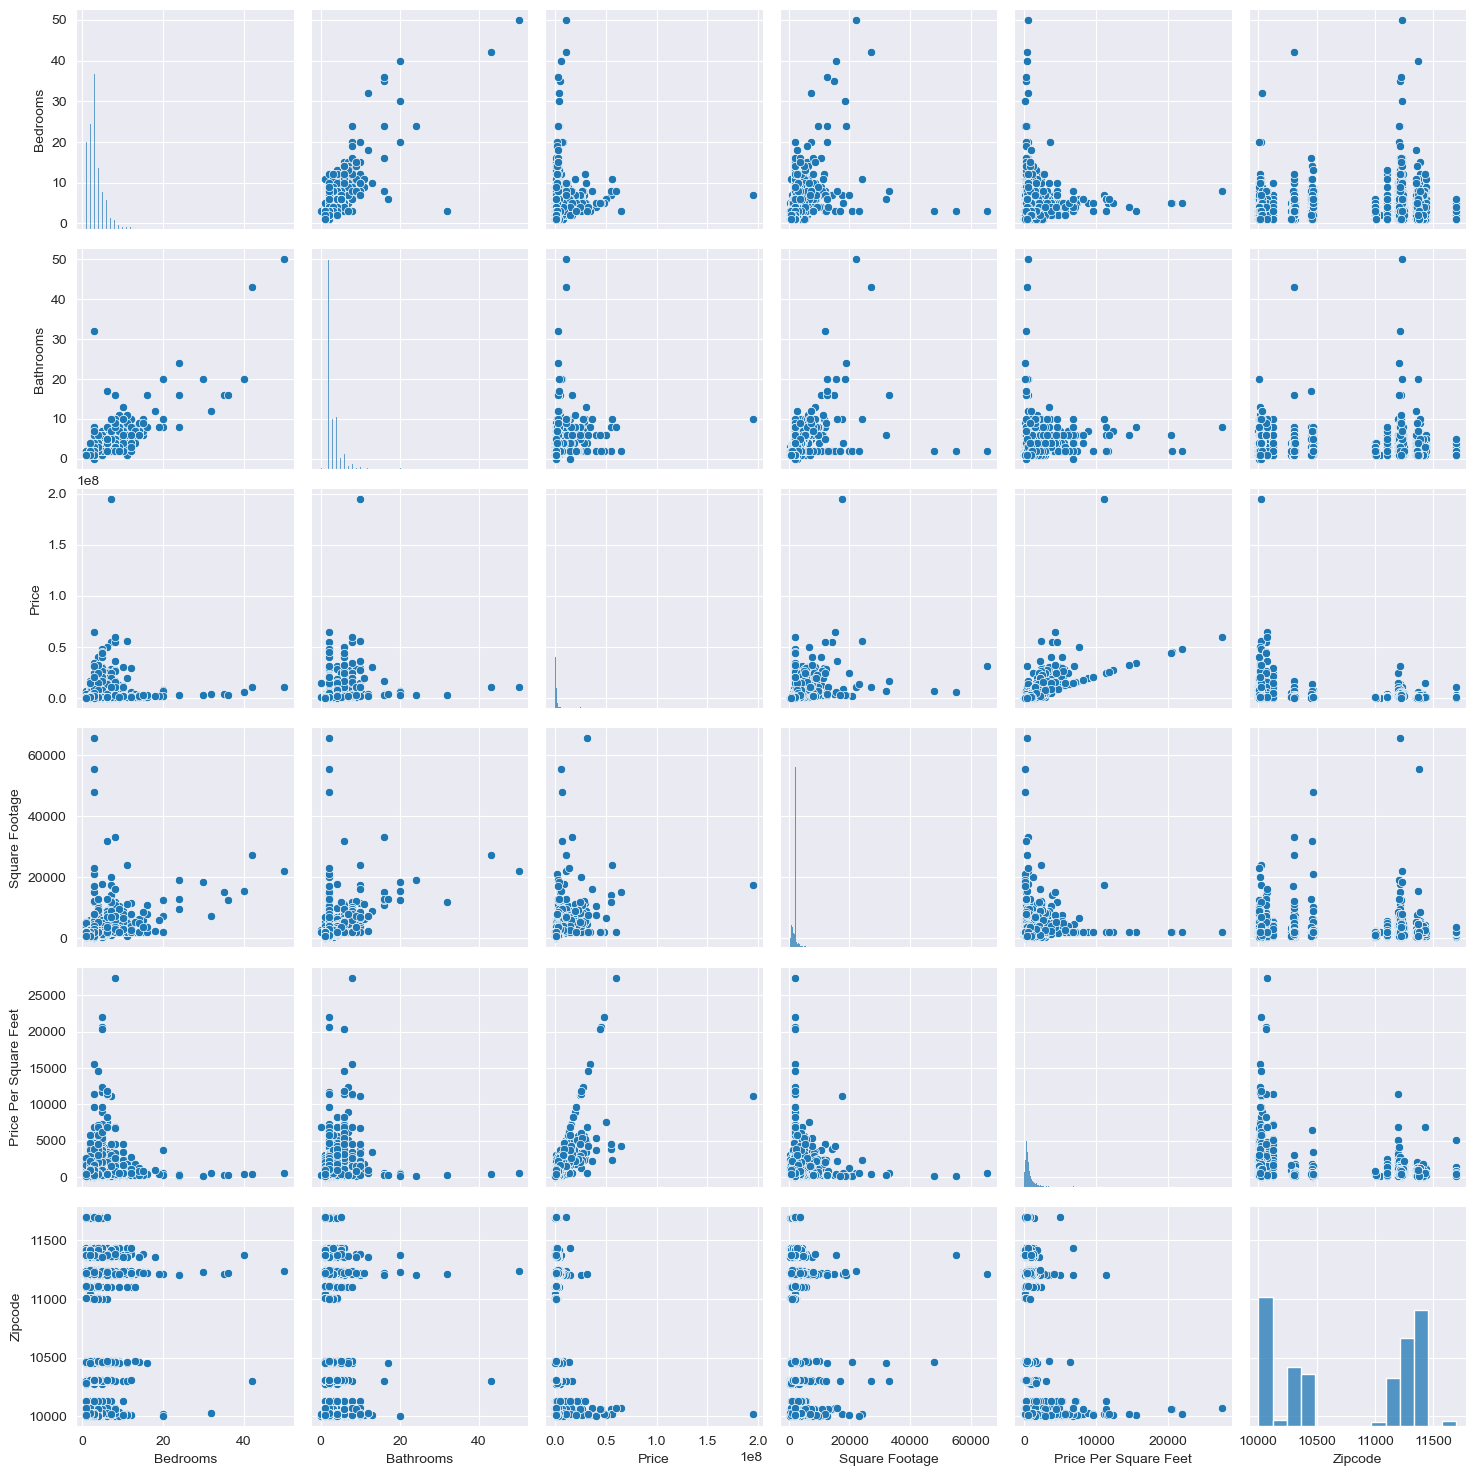 50
40
30
20
10
0
Bedrooms
50
40
30
20
10
0
Bathrooms
1e8
2.0
1.5
1.0
0.5
0.0
Price
60000
40000
20000
0
Square Footage
25000
20000
15000
10000
5000
0
Price Per Square Feet
11500
11000
10500
10000
Zipcode
0 20 40
Bedrooms
0 20 40
Bathrooms
0.0 0.5 1.0 1.5 2.0
1e8
Price
0 20000 40000 60000
Square Footage
0 10000 20000
Price Per Square Feet
10000 10500 11000 11500
Zipcode